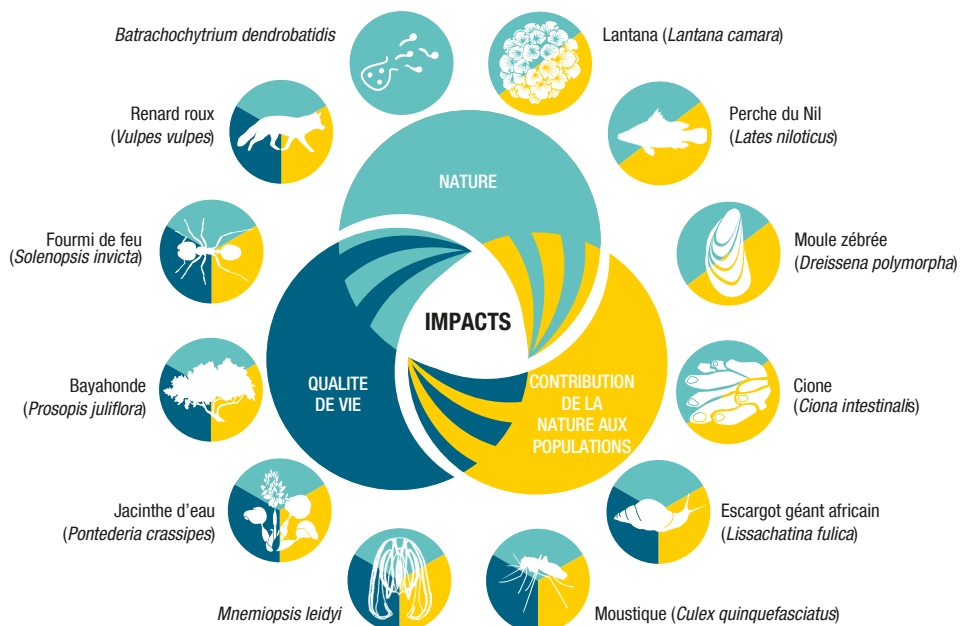 Batrachochytrium dendrobatidis
Lantana (Lantana camara)
Renard roux
(Vulpes vulpes)
Perche du Nil
(Lates niloticus)
NATURE
Fourmi de feu
(Solenopsis invicta)
Moule zébrée
(Dreissena polymorpha)
IMPACTS
Bayahonde
(Prosopis juliflora)
QUALITE
DE VIE
CONTRIBUTION
DE LA
NATURE AUX
POPULATIONS
Cione
(Ciona intestinalis)
Jacinthe d'eau
(Pontederia crassipes)
Escargot géant africain
(Lissachatina fulica)
Mnemiopsis leidyi
Moustique (Culex quinquefasciatus)